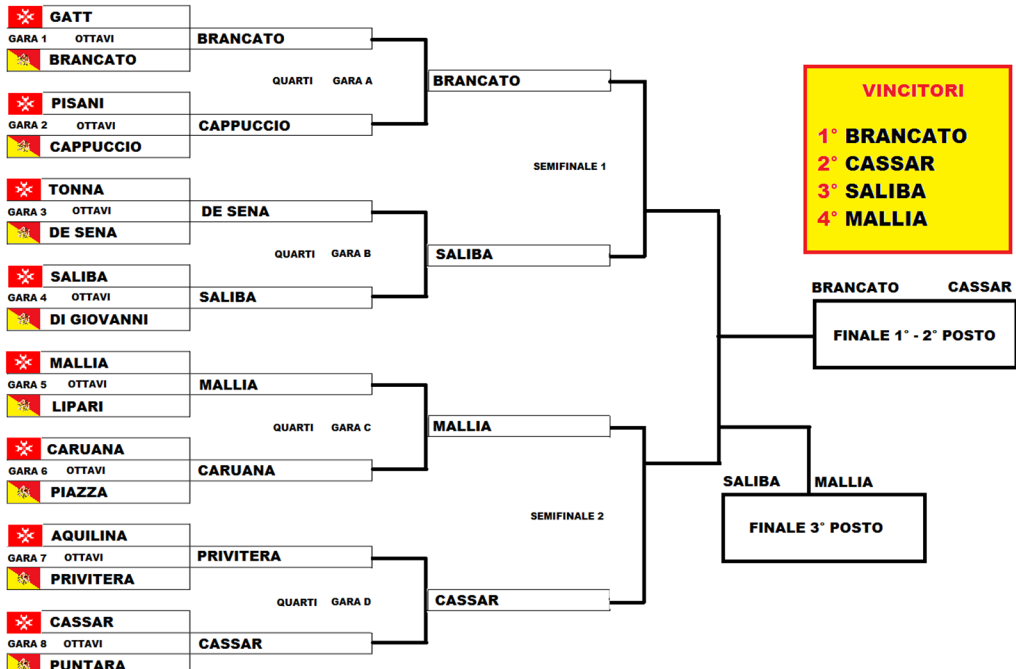 GATT
GARA 1 OTTAVI
BRANCATO
BRANCATO
QUARTI GARA A
PISANI
GARA 2 OTTAVI
CAPPUCCIO
CAPPUCCIO
BRANCATO
SEMIFINALE 1
TONNA
GARA 3 OTTAVI
DE SENA
DE SENA
QUARTI GARA B
SALIBA
GARA 4 OTTAVI
SALIBA
DI GIOVANNI
SALIBA
MALLIA
GARA 5 OTTAVI
MALLIA
LIPARI
QUARTI GARA C
CARUANA
GARA 6 OTTAVI
CARUANA
PIAZZA
MALLIA
SEMIFINALE 2
AQUILINA
GARA 7 OTTAVI
PRIVITERA
PRIVITERA
QUARTI GARA D
CASSAR
GARA 8 OTTAVI
CASSAR
PUNTARA
CASSAR
VINCITORI
1° BRANCATO
2° CASSAR
3° SALIBA
4° MALLIA
BRANCATO CASSAR
FINALE 1° - 2° POSTO
SALIBA MALLIA
FINALE 3° POSTO